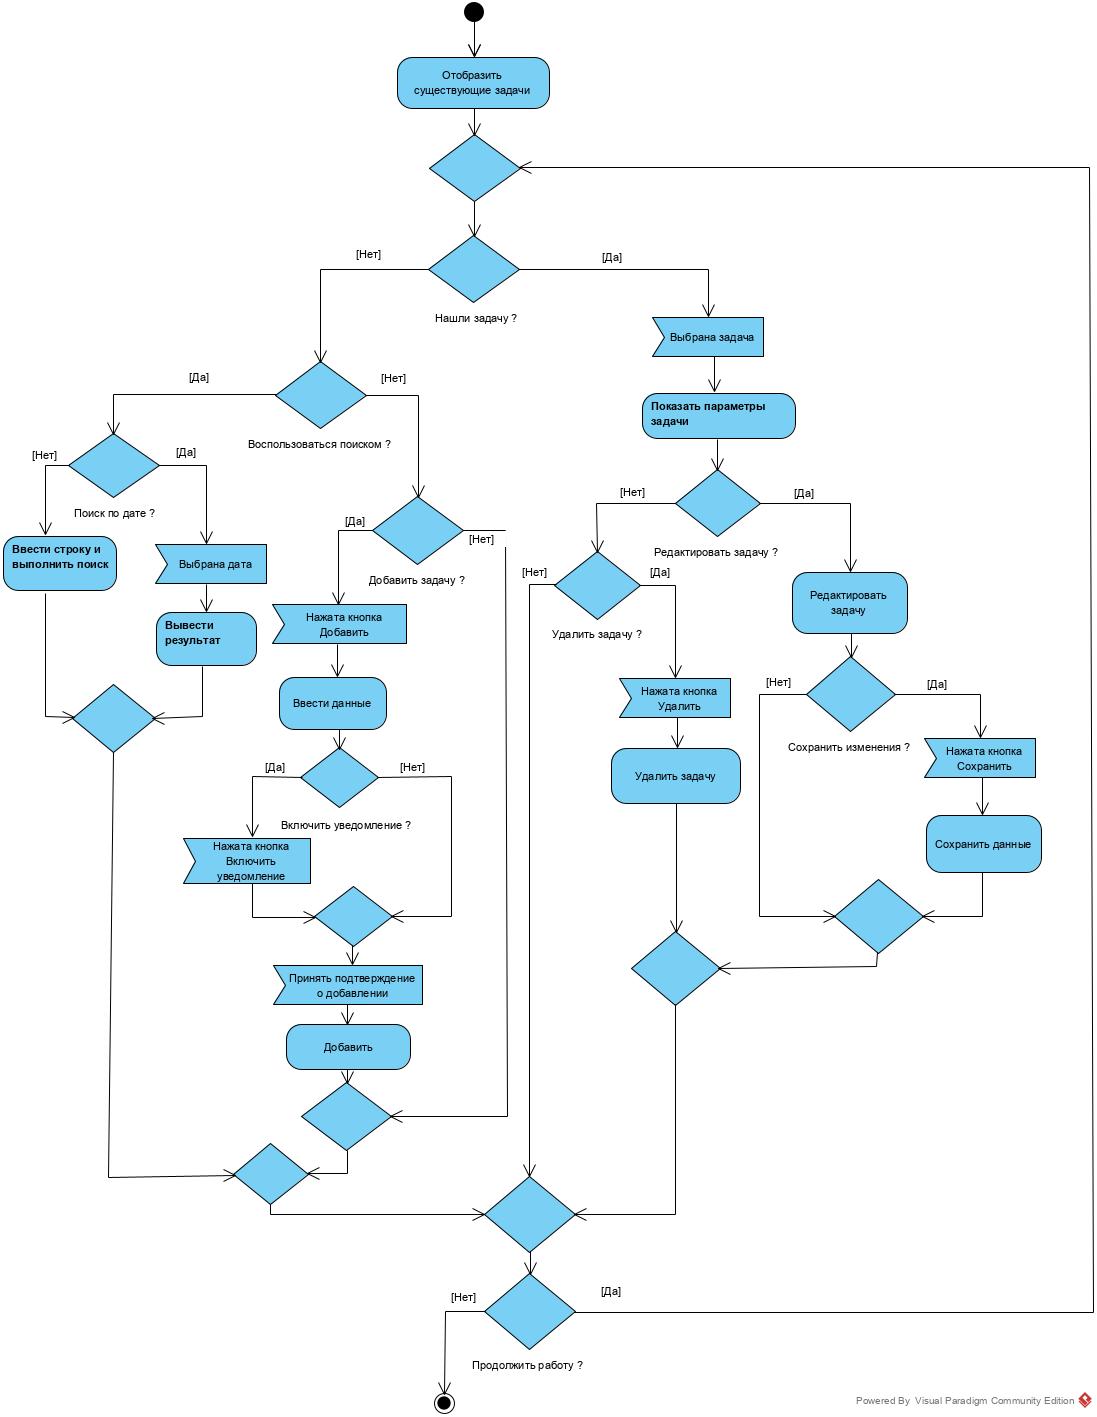 Отобразить
существующие задачи
[Нет]
[Да]
Нашли задачу ?
Выбрана задача
[Да]
[Нет]
Показать параметры
задачи
Воспользоваться поиском ?
[Нет]
[Да]
Поиск по дате ?
[Нет]
[Да]
Редактировать задачу ?
[Да]
[Нет]
Добавить задачу ?
Ввести строку и
выполнить поиск
Выбрана дата
Вывести
результат
[Нет]
[Да]
Удалить задачу ?
Редактировать
задачу
Нажата кнопка
Добавить
Ввести данные
Нажата кнопка
Удалить
[Нет]
[Да]
Сохранить изменения ?
Нажата кнопка
Сохранить
[Да]
[Нет]
Включить уведомление ?
Удалить задачу
Нажата кнопка
Включить
уведомление
Сохранить данные
Принять подтверждение
о добавлении
Добавить
[Нет]
[Да]
Продолжить работу ?
Powered By Visual Paradigm Community Edition